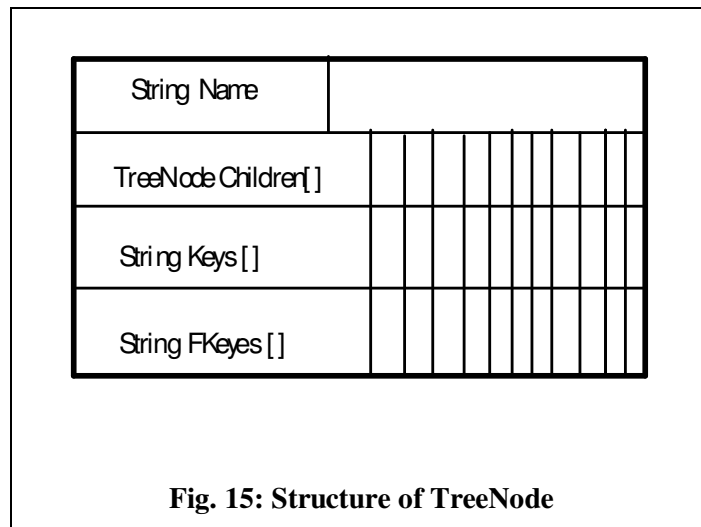 String Name
TreeNode Children[ ]
String Keys [ ]
String FKeyes [ ]
Fig. 15: Structure of TreeNode